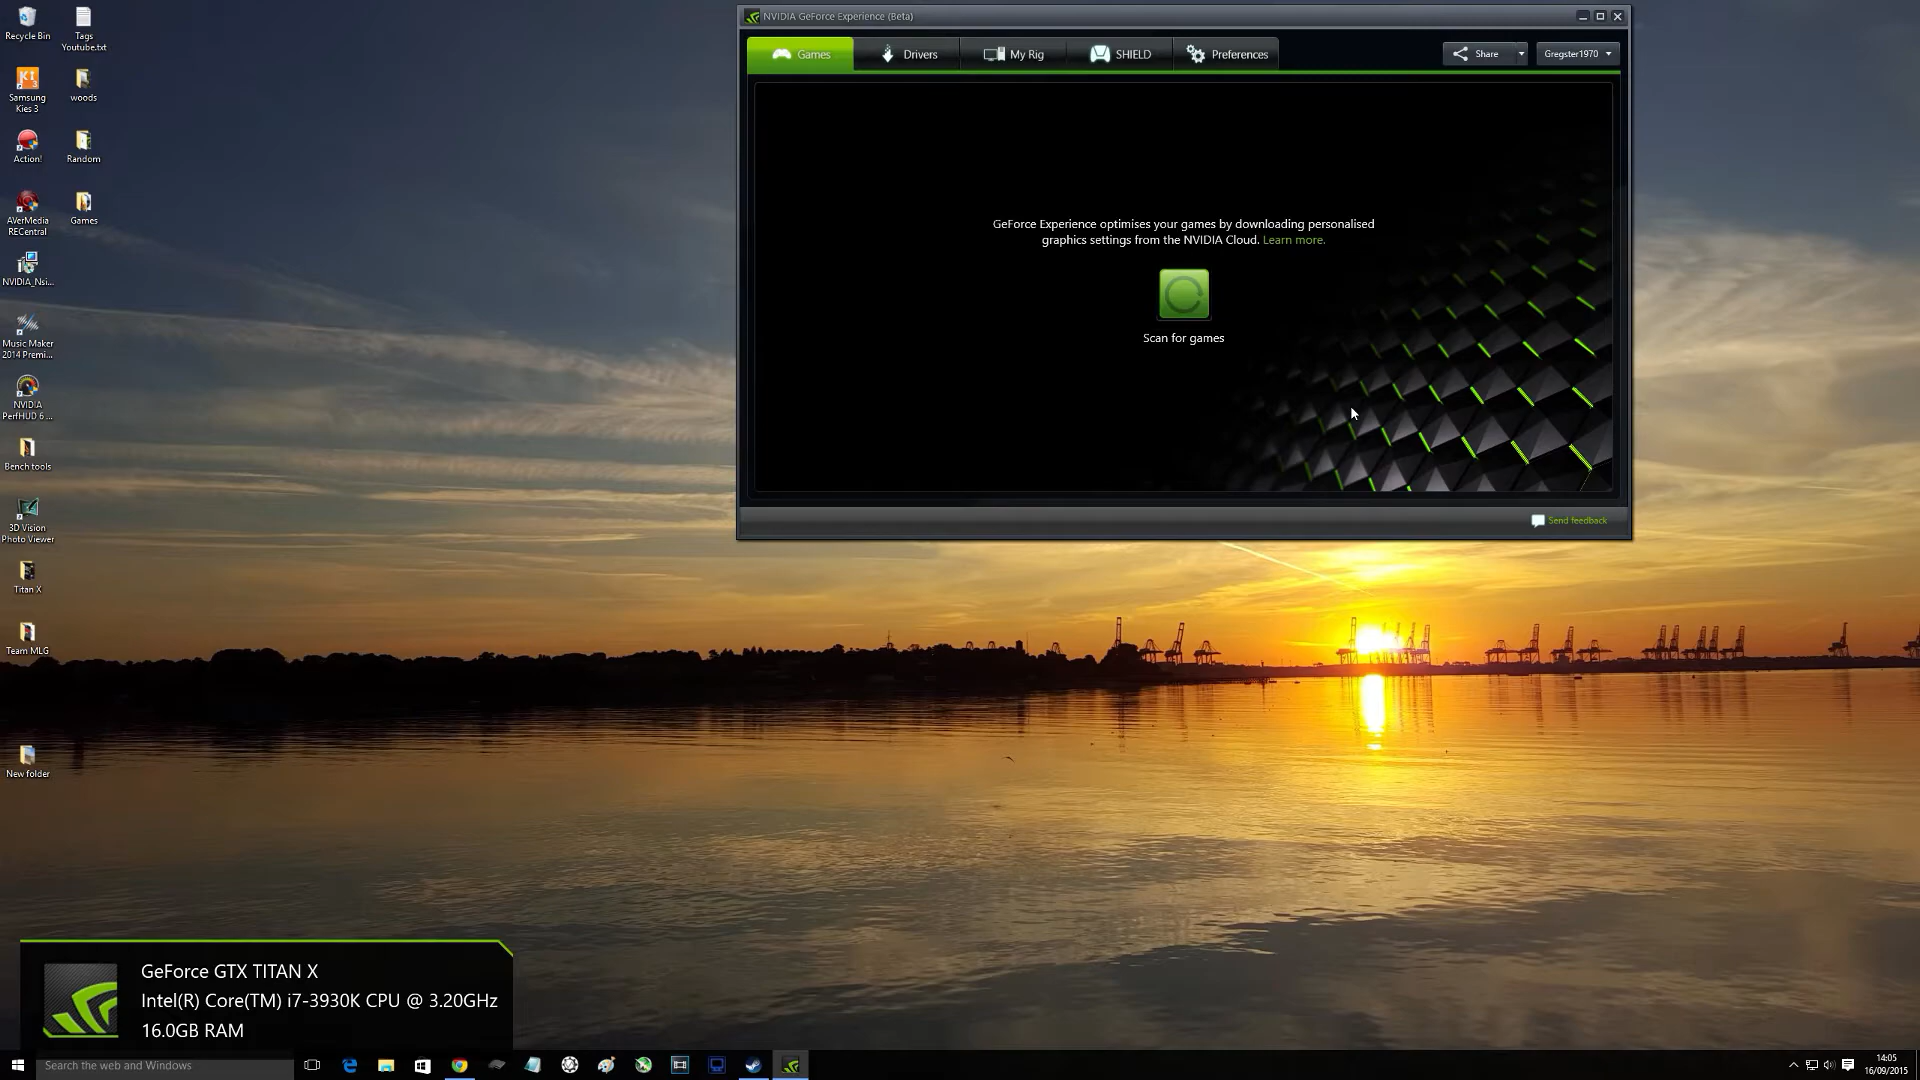 Recycle Bin
Tags
Youtube.txt
Samsung
Kies 3
woods
Action!
Random
AVerMedia
RECentral
Games
NVIDIA_Nsi...
Music Maker
2014 Premi...
NVIDIA
PerfHUD 6 ...
Bench tools
3D Vision
Photo Viewer
Titan X
Team MLG
New folder
NVIDIA GeForce Experience (Beta)
Games
Drivers
My Rig
SHIELD
Preferences
Share
Gregster1970
GeForce Experience optimises your games by downloading personalised
graphics settings from the NVIDIA Cloud. Learn more.
Scan for games
Send feedback
GeForce GTX TITAN X
Intel(R) Core(TM) i7-3930K CPU @ 3.20GHz
16.0GB RAM
Search the web and Windows
14:05
16/09/2015